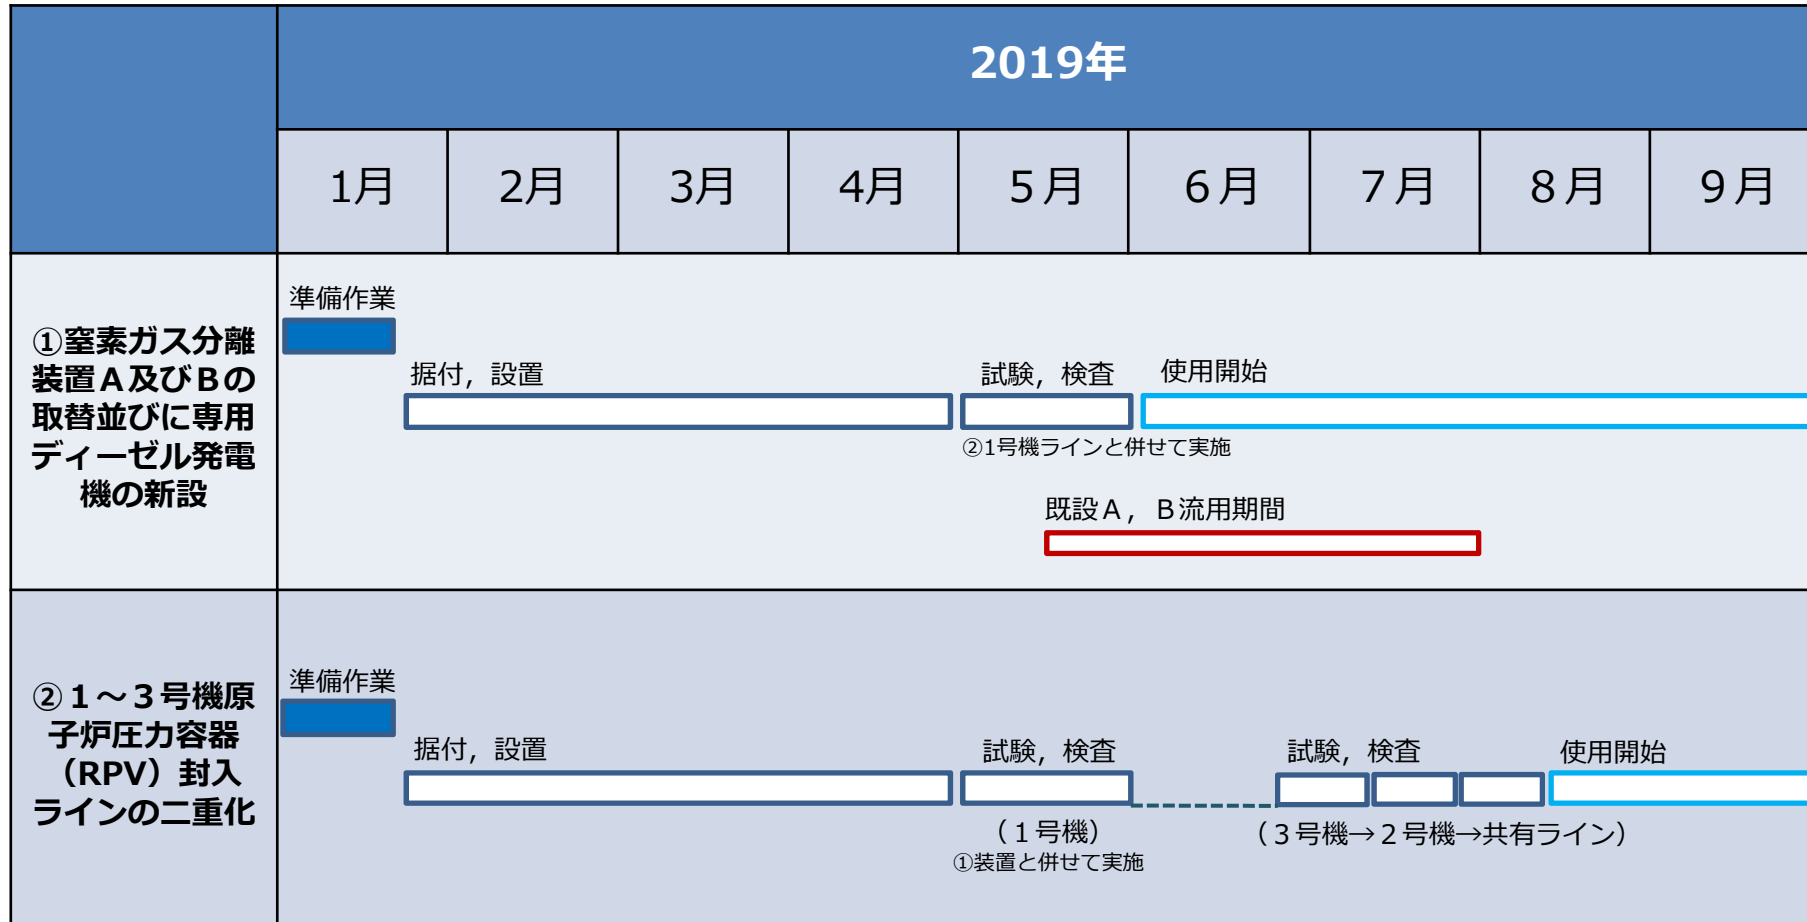 2019年
1月
2月
3月
4月
５月
６月
７月
８月
９月
①窒素ガス分離
装置Ａ及びＢの
取替並びに専用
ディーゼル発電
機の新設
準備作業
据付，設置
試験，検査
使用開始
②1号機ラインと併せて実施
既設Ａ，Ｂ流用期間
②１～３号機原
子炉圧力容器
（RPV）封入
ラインの二重化
準備作業
据付，設置
試験，検査
試験，検査
使用開始
（１号機）
（３号機→２号機→共有ライン）
①装置と併せて実施